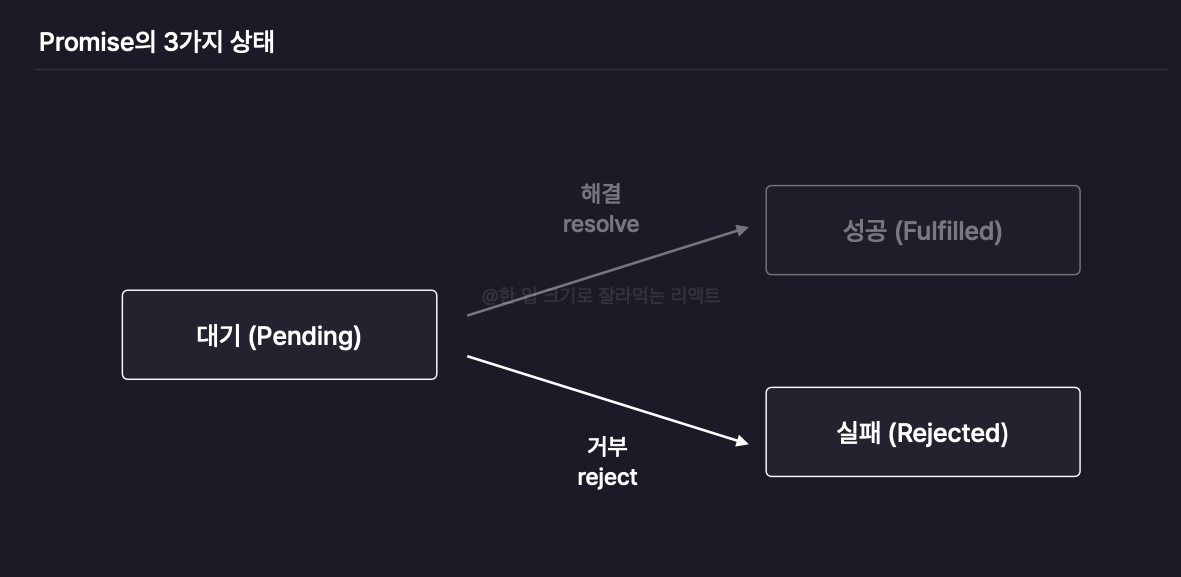 Promise의 3가지 상태
해결
resolve
성공 (Fulfilled)
@한 입 크기로 잘라먹는 리액트
대기 (Pending)
실패 (Rejected)
거부
reject